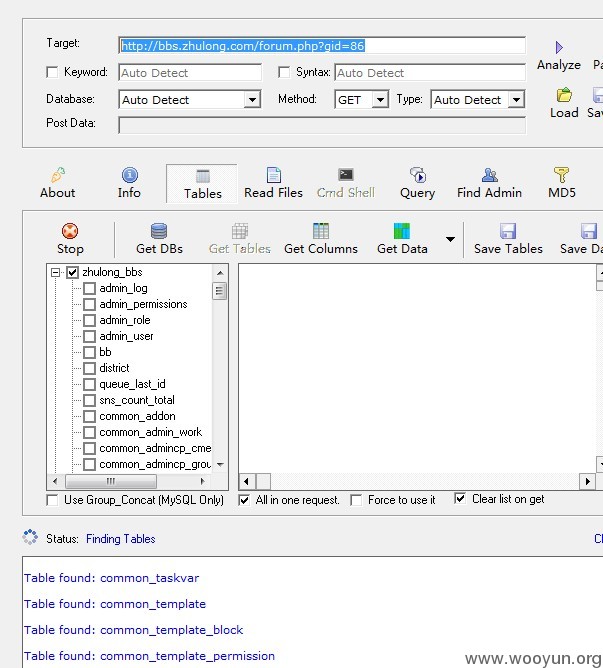 Target: http://bbs.zhulong.com/forum.php?gid=86
Keyword: Auto Detect Syntax: Auto Detect Analyze
Database: Auto Detect Method: GET Type: Auto Detect Load
Post Data:
About Info Tables Read Files Cmd Shell Query Find Admin MD5
Stop Get DBs Get Tables Get Columns Get Data Save Tables Save
zhulong_bbs
admin_log
admin_permissions
admin_role
admin_user
bb
district
queue_last_id
sns_count_total
common_addon
common_admin_work
common_admincp_cme
common_admincp_grou
Use Group_Concat (MySQL Only) All in one request. Force to use it Clear list on get
Status: Finding Tables
Table found: common_taskvar
Table found: common_template
Table found: common_template_block
Table found: common_template_permission
www.wooyun.org